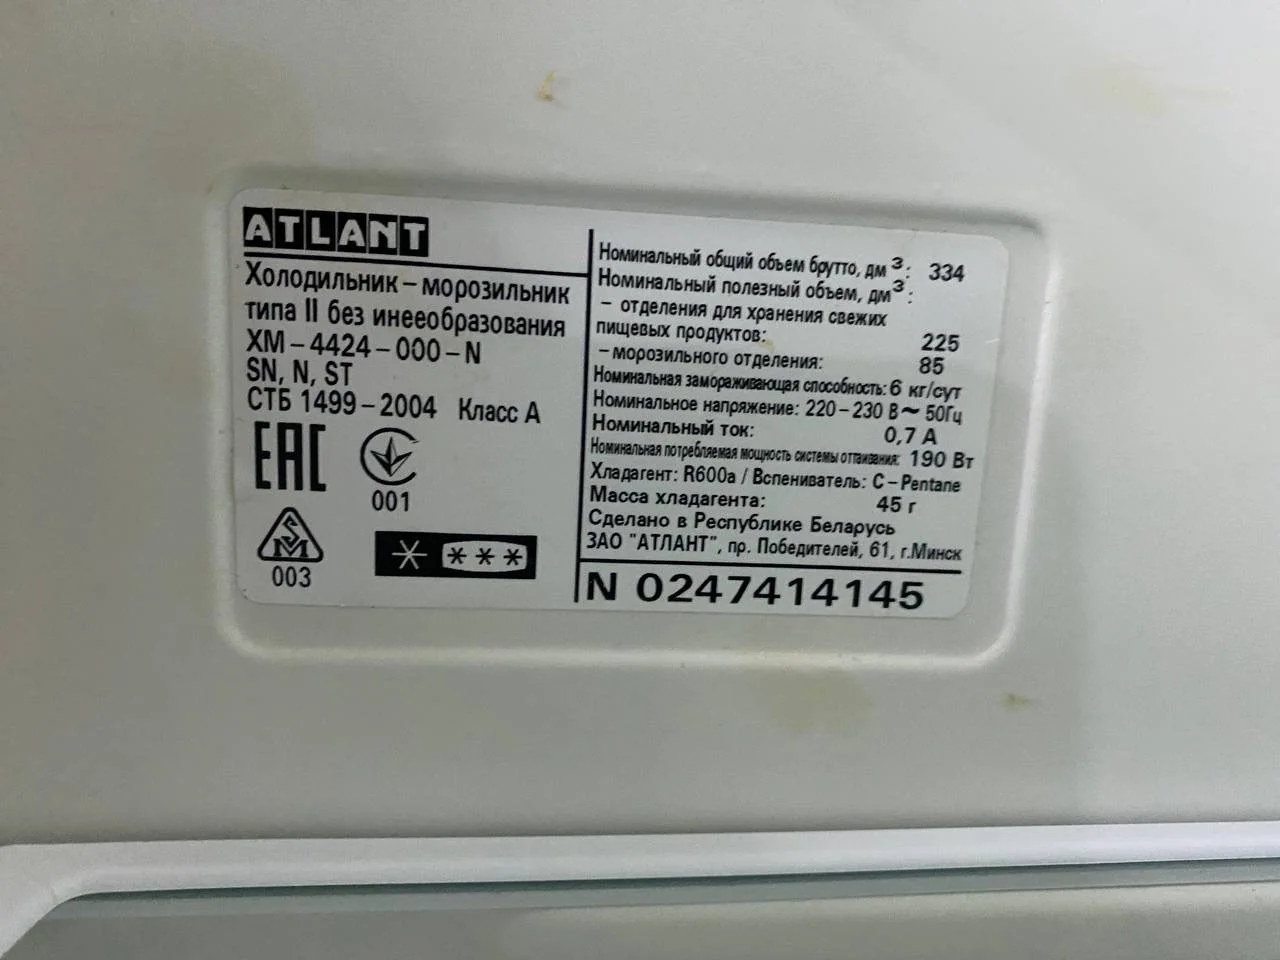 ATLANT
Холодильник – морозильник
типа II без инееобразования
ХМ – 4424 – 000 – N
SN, N, ST
СТБ 1499 – 2004 Класс А
EAC
001
003
Номинальный общий объем брутто, дм³: 334
Номинальный полезный объем, дм³:
– отделения для хранения свежих
пищевых продуктов: 225
– морозильного отделения: 85
Номинальная замораживающая способность: 6 кг/сут
Номинальное напряжение: 220 – 230 В ~ 50Гц
Номинальный ток: 0,7 А
Номинальная потребляемая мощность системы оттаивания: 190 Вт
Хладагент: R600a / Вспениватель: C – Pentane
Масса хладагента: 45 г
Сделано в Республике Беларусь
ЗАО "АТЛАНТ", пр. Победителей, 61, г.Минск
N 0247414145